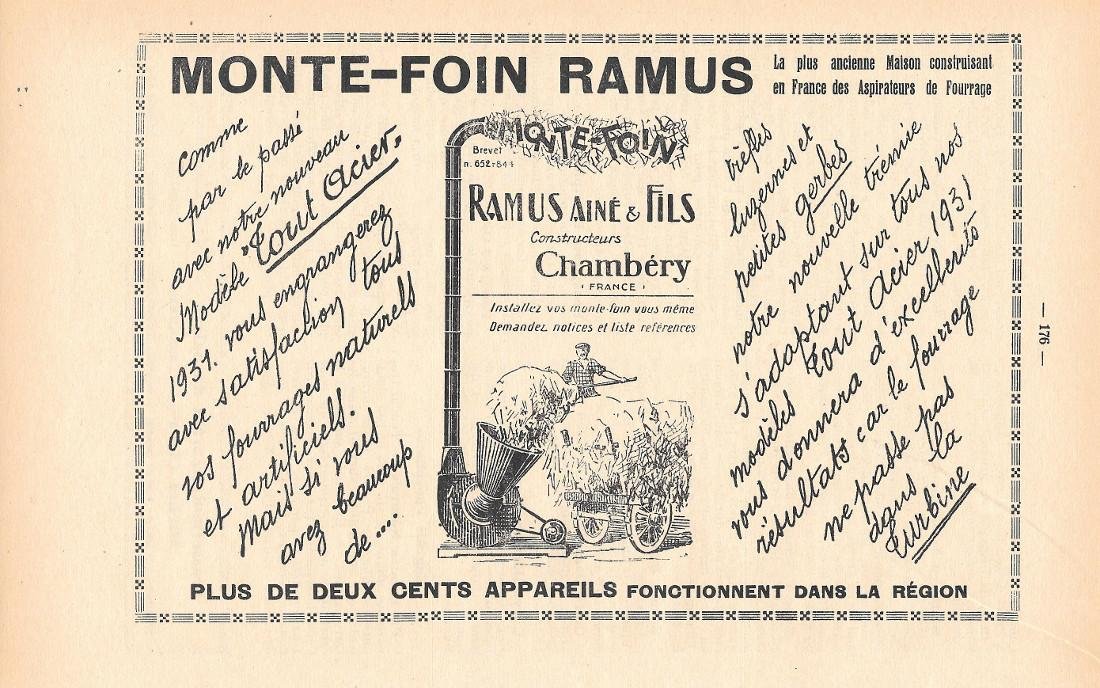 MONTE-FOIN RAMUS
La plus ancienne Maison construisant
en France des Aspirateurs de Fourrage
Comme
par le passé
avec notre nouveau
Modèle "Tout Acier.
1931. vous engrangerez
avec satisfaction tous
vos fourrages naturels
et artificiels.
Mais si vous
avez beaucoup
de....
MONTE-FOIN
Brevet
n. 652-844
RAMUS AINÉ & FILS
Constructeurs
Chambéry
(FRANCE)
Installez vos monte-foin vous même
Demandez notices et liste references
trèfles
luzernes et
petites gerbes
notre nouvelle trémie
s'adaptant sur tous nos
modèles Tout Acier 1931
vous donnera d'excellents
résultats car le fourrage
ne passe pas
dans la
turbine
PLUS DE DEUX CENTS APPAREILS FONCTIONNENT DANS LA RÉGION
— 176 —